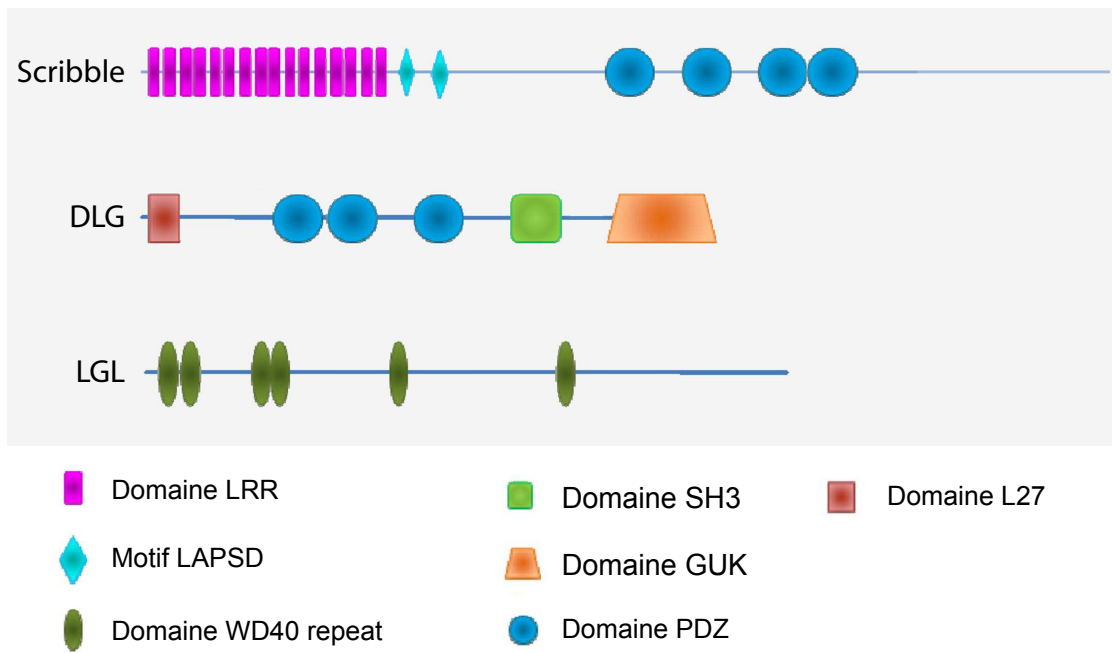 Scribble
DLG
LGL
Domaine LRR
Domaine SH3
Domaine L27
Motif LAPSD
Domaine GUK
Domaine WD40 repeat
Domaine PDZ